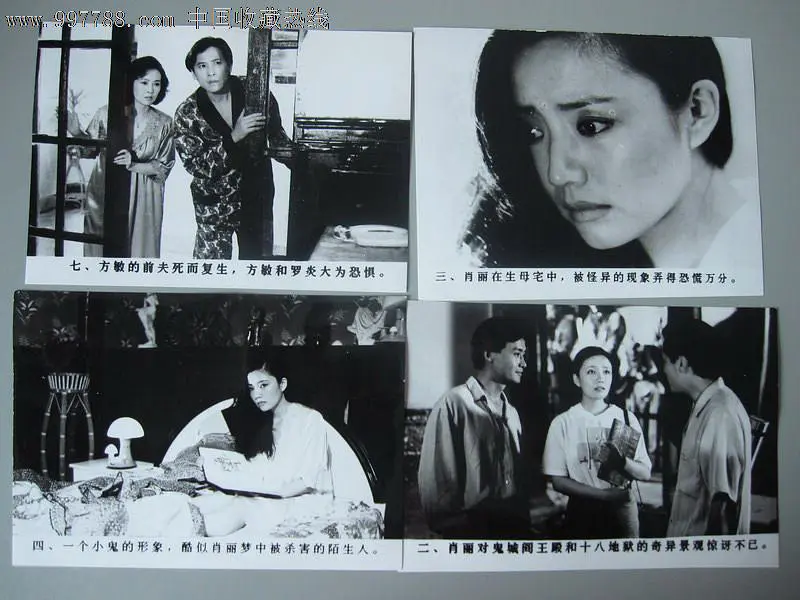 www.997788.com 中国收藏热线
七、方敏的前夫死而复生，方敏和罗炎大为恐惧。
三、肖丽在生母宅中，被怪异的现象弄得恐慌万分。
四、一个小鬼的形象，酷似肖丽梦中被杀害的陌生人。
二、肖丽对鬼城阎王殿和十八地狱的奇异景观惊讶不已。